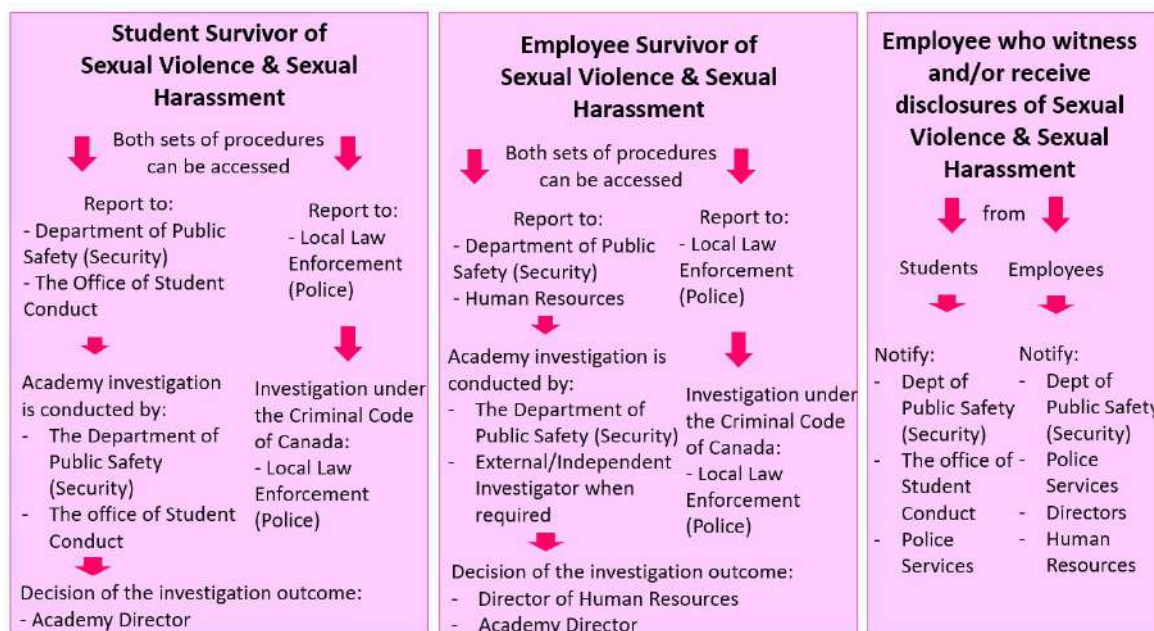 Student Survivor of
Sexual Violence & Sexual
Harassment
Both sets of procedures
can be accessed
Report to:
- Department of Public
Safety (Security)
- The Office of Student
Conduct
Report to:
- Local Law
Enforcement
(Police)
Academy investigation
is conducted by:
- The Department of
Public Safety
(Security)
- The office of Student
Conduct
Investigation under
the Criminal Code
of Canada:
- Local Law
Enforcement
(Police)
Decision of the investigation outcome:
- Academy Director
Employee Survivor of
Sexual Violence & Sexual
Harassment
Both sets of procedures
can be accessed
Report to:
- Department of Public
Safety (Security)
- Human Resources
Report to:
- Local Law
Enforcement
(Police)
Academy investigation is
conducted by:
- The Department of
Public Safety (Security)
- External/Independent
Investigator when
required
Investigation under
the Criminal Code
of Canada:
- Local Law
Enforcement
(Police)
Decision of the investigation outcome:
- Director of Human Resources
- Academy Director
Employee who witness
and/or receive
disclosures of Sexual
Violence & Sexual
Harassment
from
Students
Employees
Notify:
- Dept of
Public Safety
(Security)
- The office of
Student
Conduct
- Police
Services
Notify:
- Dept of
Public Safety
(Security)
- Police
Services
- Directors
- Human
Resources